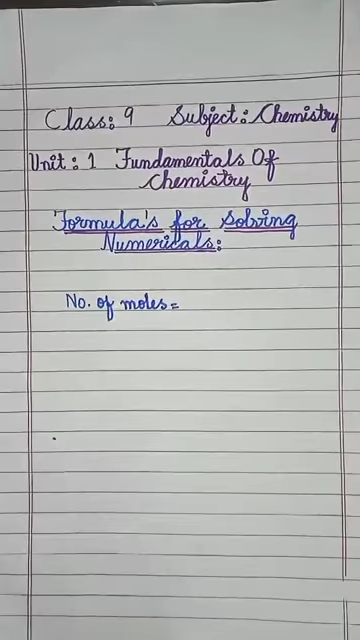 Class: 9 Subject: Chemistry
Unit: 1 Fundamentals Of
Chemistry
Formula's for Solving
Numericals:
No. of moles =